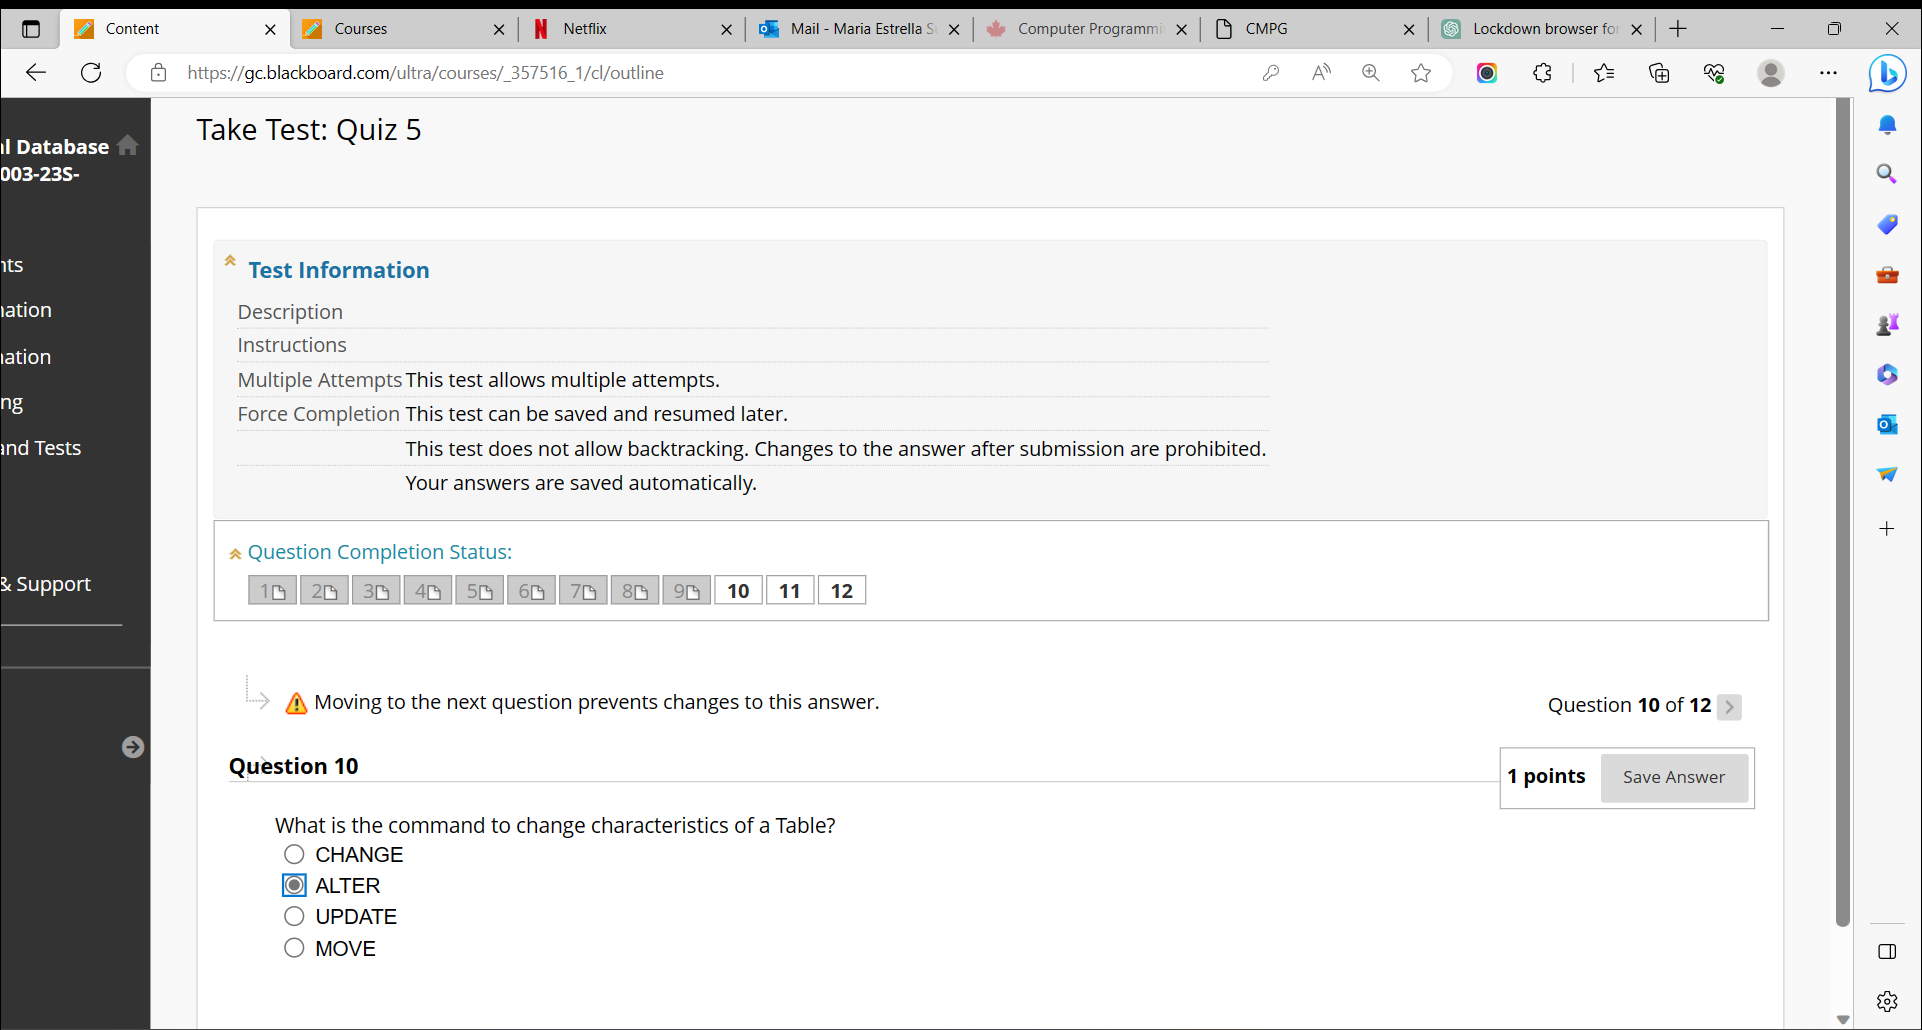 Content
Courses
Netflix
Mail - Maria Estrella S
Computer Programmi
CMPG
Lockdown browser for
https://gc.blackboard.com/ultra/courses/_357516_1/cl/outline
l Database
003-23S-
nts
nation
nation
ng
and Tests
& Support
Take Test: Quiz 5
Test Information
Description
Instructions
Multiple Attempts This test allows multiple attempts.
Force Completion This test can be saved and resumed later.
This test does not allow backtracking. Changes to the answer after submission are prohibited.
Your answers are saved automatically.
Question Completion Status:
1 2 3 4 5 6 7 8 9 10 11 12
Moving to the next question prevents changes to this answer.
Question 10 of 12
Question 10
1 points
Save Answer
What is the command to change characteristics of a Table?
CHANGE
ALTER
UPDATE
MOVE